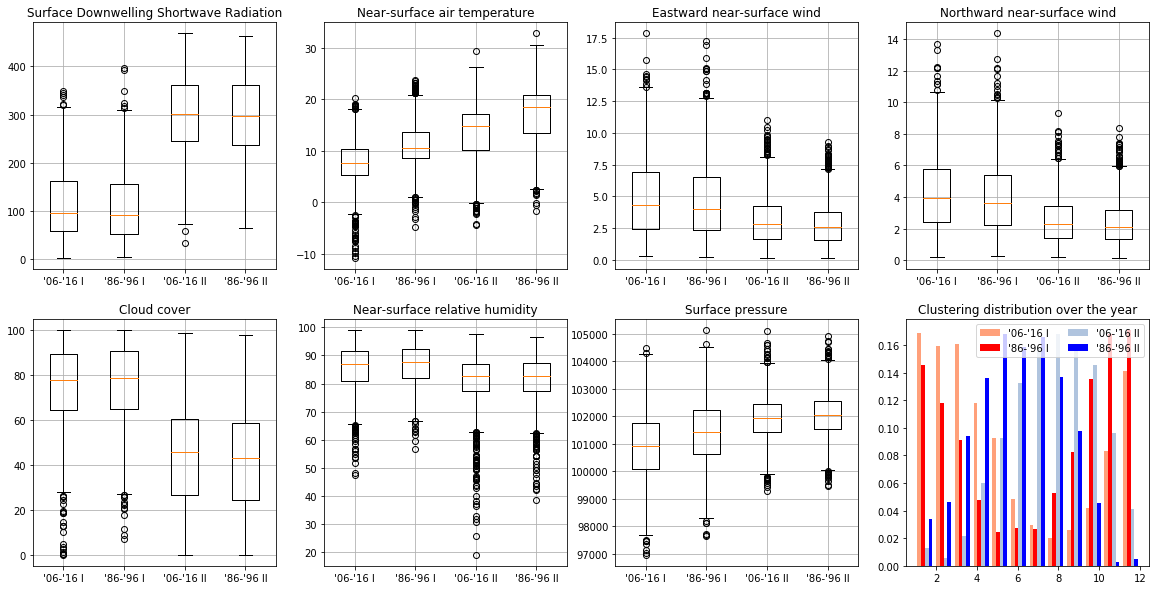 Surface Downwelling Shortwave Radiation
400
300
200
100
0
'06-'16 I
'86-'96 I
'06-'16 II
'86-'96 II
Near-surface air temperature
30
20
10
0
−10
'06-'16 I
'86-'96 I
'06-'16 II
'86-'96 II
Eastward near-surface wind
17.5
15.0
12.5
10.0
7.5
5.0
2.5
0.0
'06-'16 I
'86-'96 I
'06-'16 II
'86-'96 II
Northward near-surface wind
14
12
10
8
6
4
2
0
'06-'16 I
'86-'96 I
'06-'16 II
'86-'96 II
Cloud cover
100
80
60
40
20
0
'06-'16 I
'86-'96 I
'06-'16 II
'86-'96 II
Near-surface relative humidity
100
90
80
70
60
50
40
30
20
'06-'16 I
'86-'96 I
'06-'16 II
'86-'96 II
Surface pressure
105000
104000
103000
102000
101000
100000
99000
98000
97000
'06-'16 I
'86-'96 I
'06-'16 II
'86-'96 II
Clustering distribution over the year
'06-'16 I
'86-'96 I
'06-'16 II
'86-'96 II
0.16
0.14
0.12
0.10
0.08
0.06
0.04
0.02
0.00
2
4
6
8
10
12